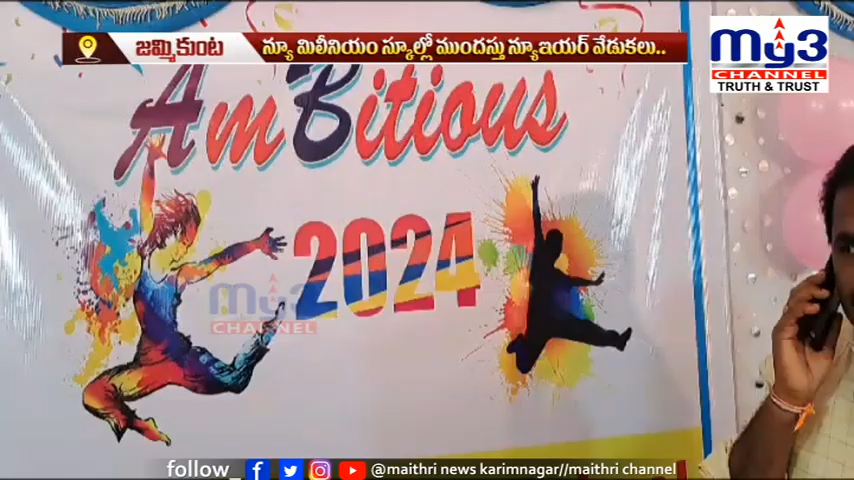 జమ్మికుంట
న్యూ మిలీనియం స్కూల్లో ముందస్తు న్యూఇయర్ వేడుకలు..
My3
CHANNEL
TRUTH & TRUST
AmBitious
2024
My3
CHANNEL
follow_
@maithri news karimnagar//maithri channel